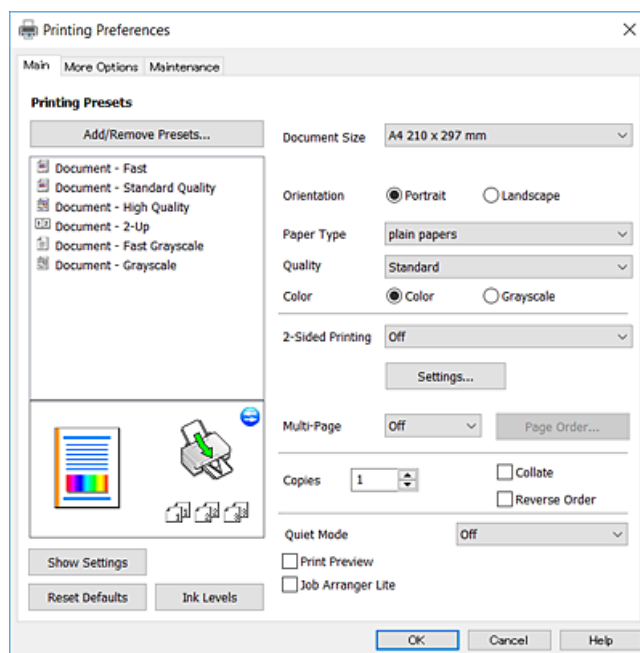 Printing Preferences
Main More Options Maintenance
Printing Presets
Add/Remove Presets...
Document - Fast
Document - Standard Quality
Document - High Quality
Document - 2-Up
Document - Fast Grayscale
Document - Grayscale
Show Settings
Reset Defaults Ink Levels
Document Size A4 210 x 297 mm
Orientation Portrait Landscape
Paper Type plain papers
Quality Standard
Color Color Grayscale
2-Sided Printing Off
Settings...
Multi-Page Off Page Order...
Copies 1 Collate
Reverse Order
Quiet Mode Off
Print Preview
Job Arranger Lite
OK Cancel Help